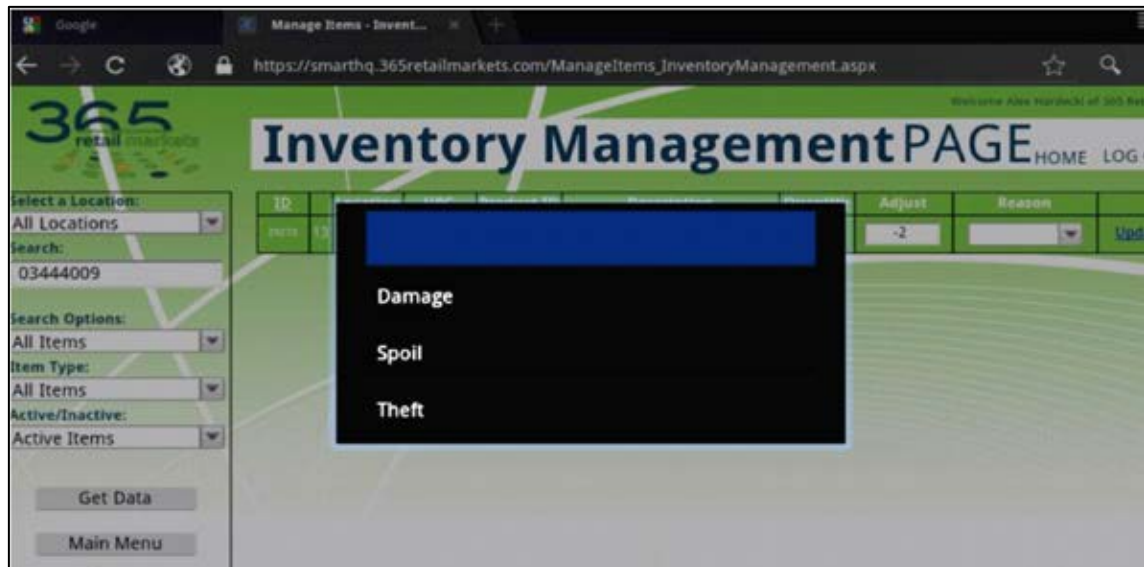 Google
Manage Items - Invent...
https://smarthq.365retailmarkets.com/ManageItems_InventoryManagement.aspx
365
retail markets
Inventory Management PAGE
HOME LOG
Select a Location:
All Locations
Search:
03444009
Search Options:
All Items
Item Type:
All Items
Active/Inactive:
Active Items
Get Data
Main Menu
ID Adjust Reason
-2
Damage
Spoil
Theft